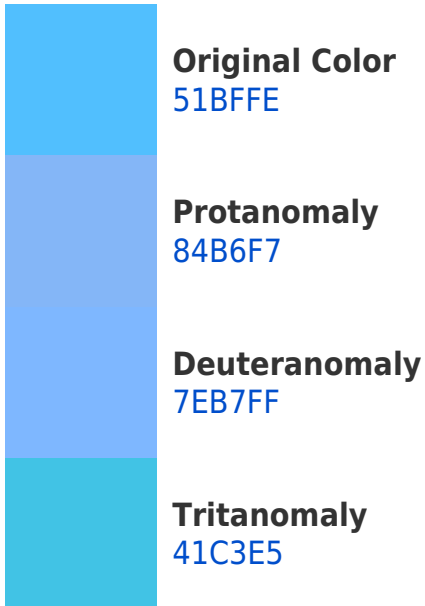 Original Color
51BFFE
Protanomaly
84B6F7
Deuteranomaly
7EB7FF
Tritanomaly
41C3E5